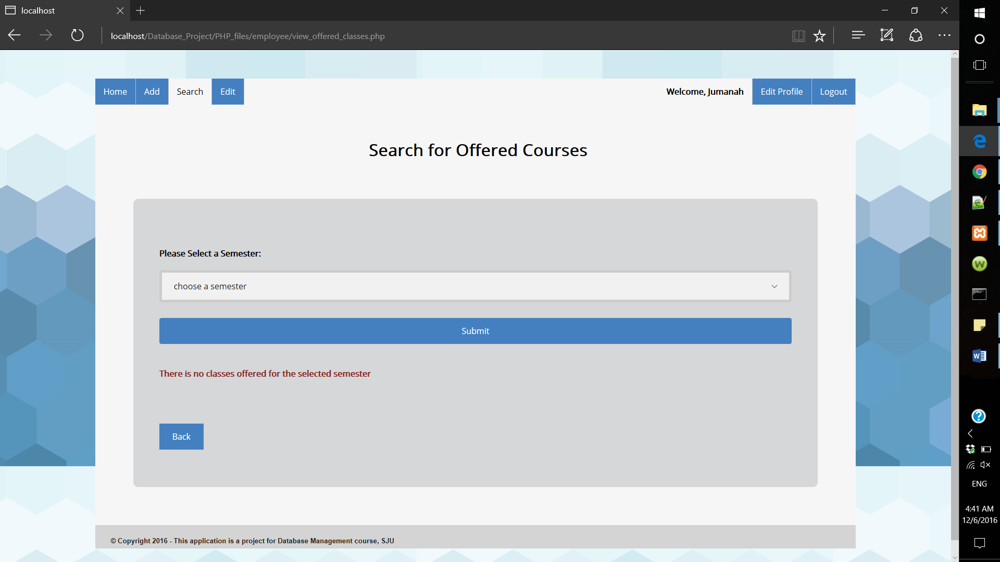 localhost
localhost/Database_Project/PHP_files/employee/view_offered_classes.php
Home
Add
Search
Edit
Welcome, Jumanah
Edit Profile
Logout
Search for Offered Courses
Please Select a Semester:
choose a semester
Submit
There is no classes offered for the selected semester
Back
© Copyright 2016 - This application is a project for Database Management course, SJU
ENG
4:41 AM
12/6/2016